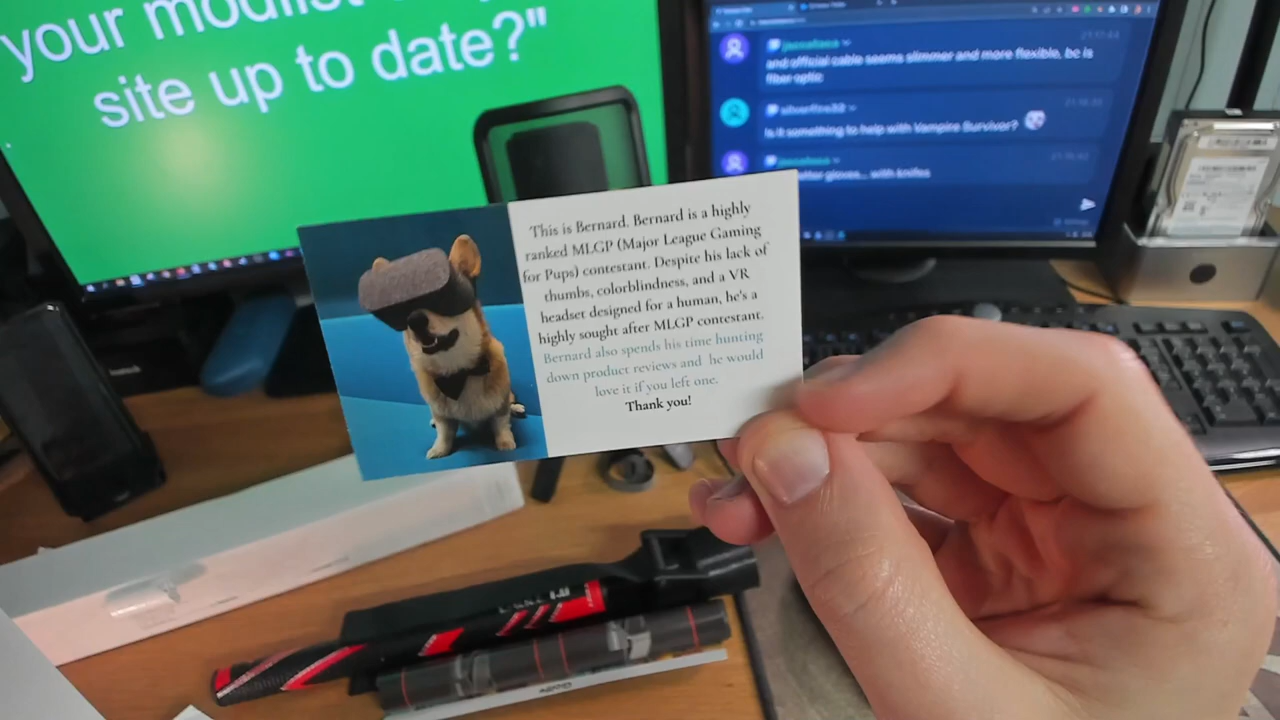 your modlist
site up to date?"
and official cable seems slimmer and more flexible, bc is
fiber optic
silverfire32
Is it something to help with Vampire Survivor?
gloves... with knifes
This is Bernard. Bernard is a highly
ranked MLGP (Major League Gaming
for Pups) contestant. Despite his lack of
thumbs, colorblindness, and a VR
headset designed for a human, he's a
highly sought after MLGP contestant.
Bernard also spends his time hunting
down product reviews and he would
love it if you left one.
Thank you!